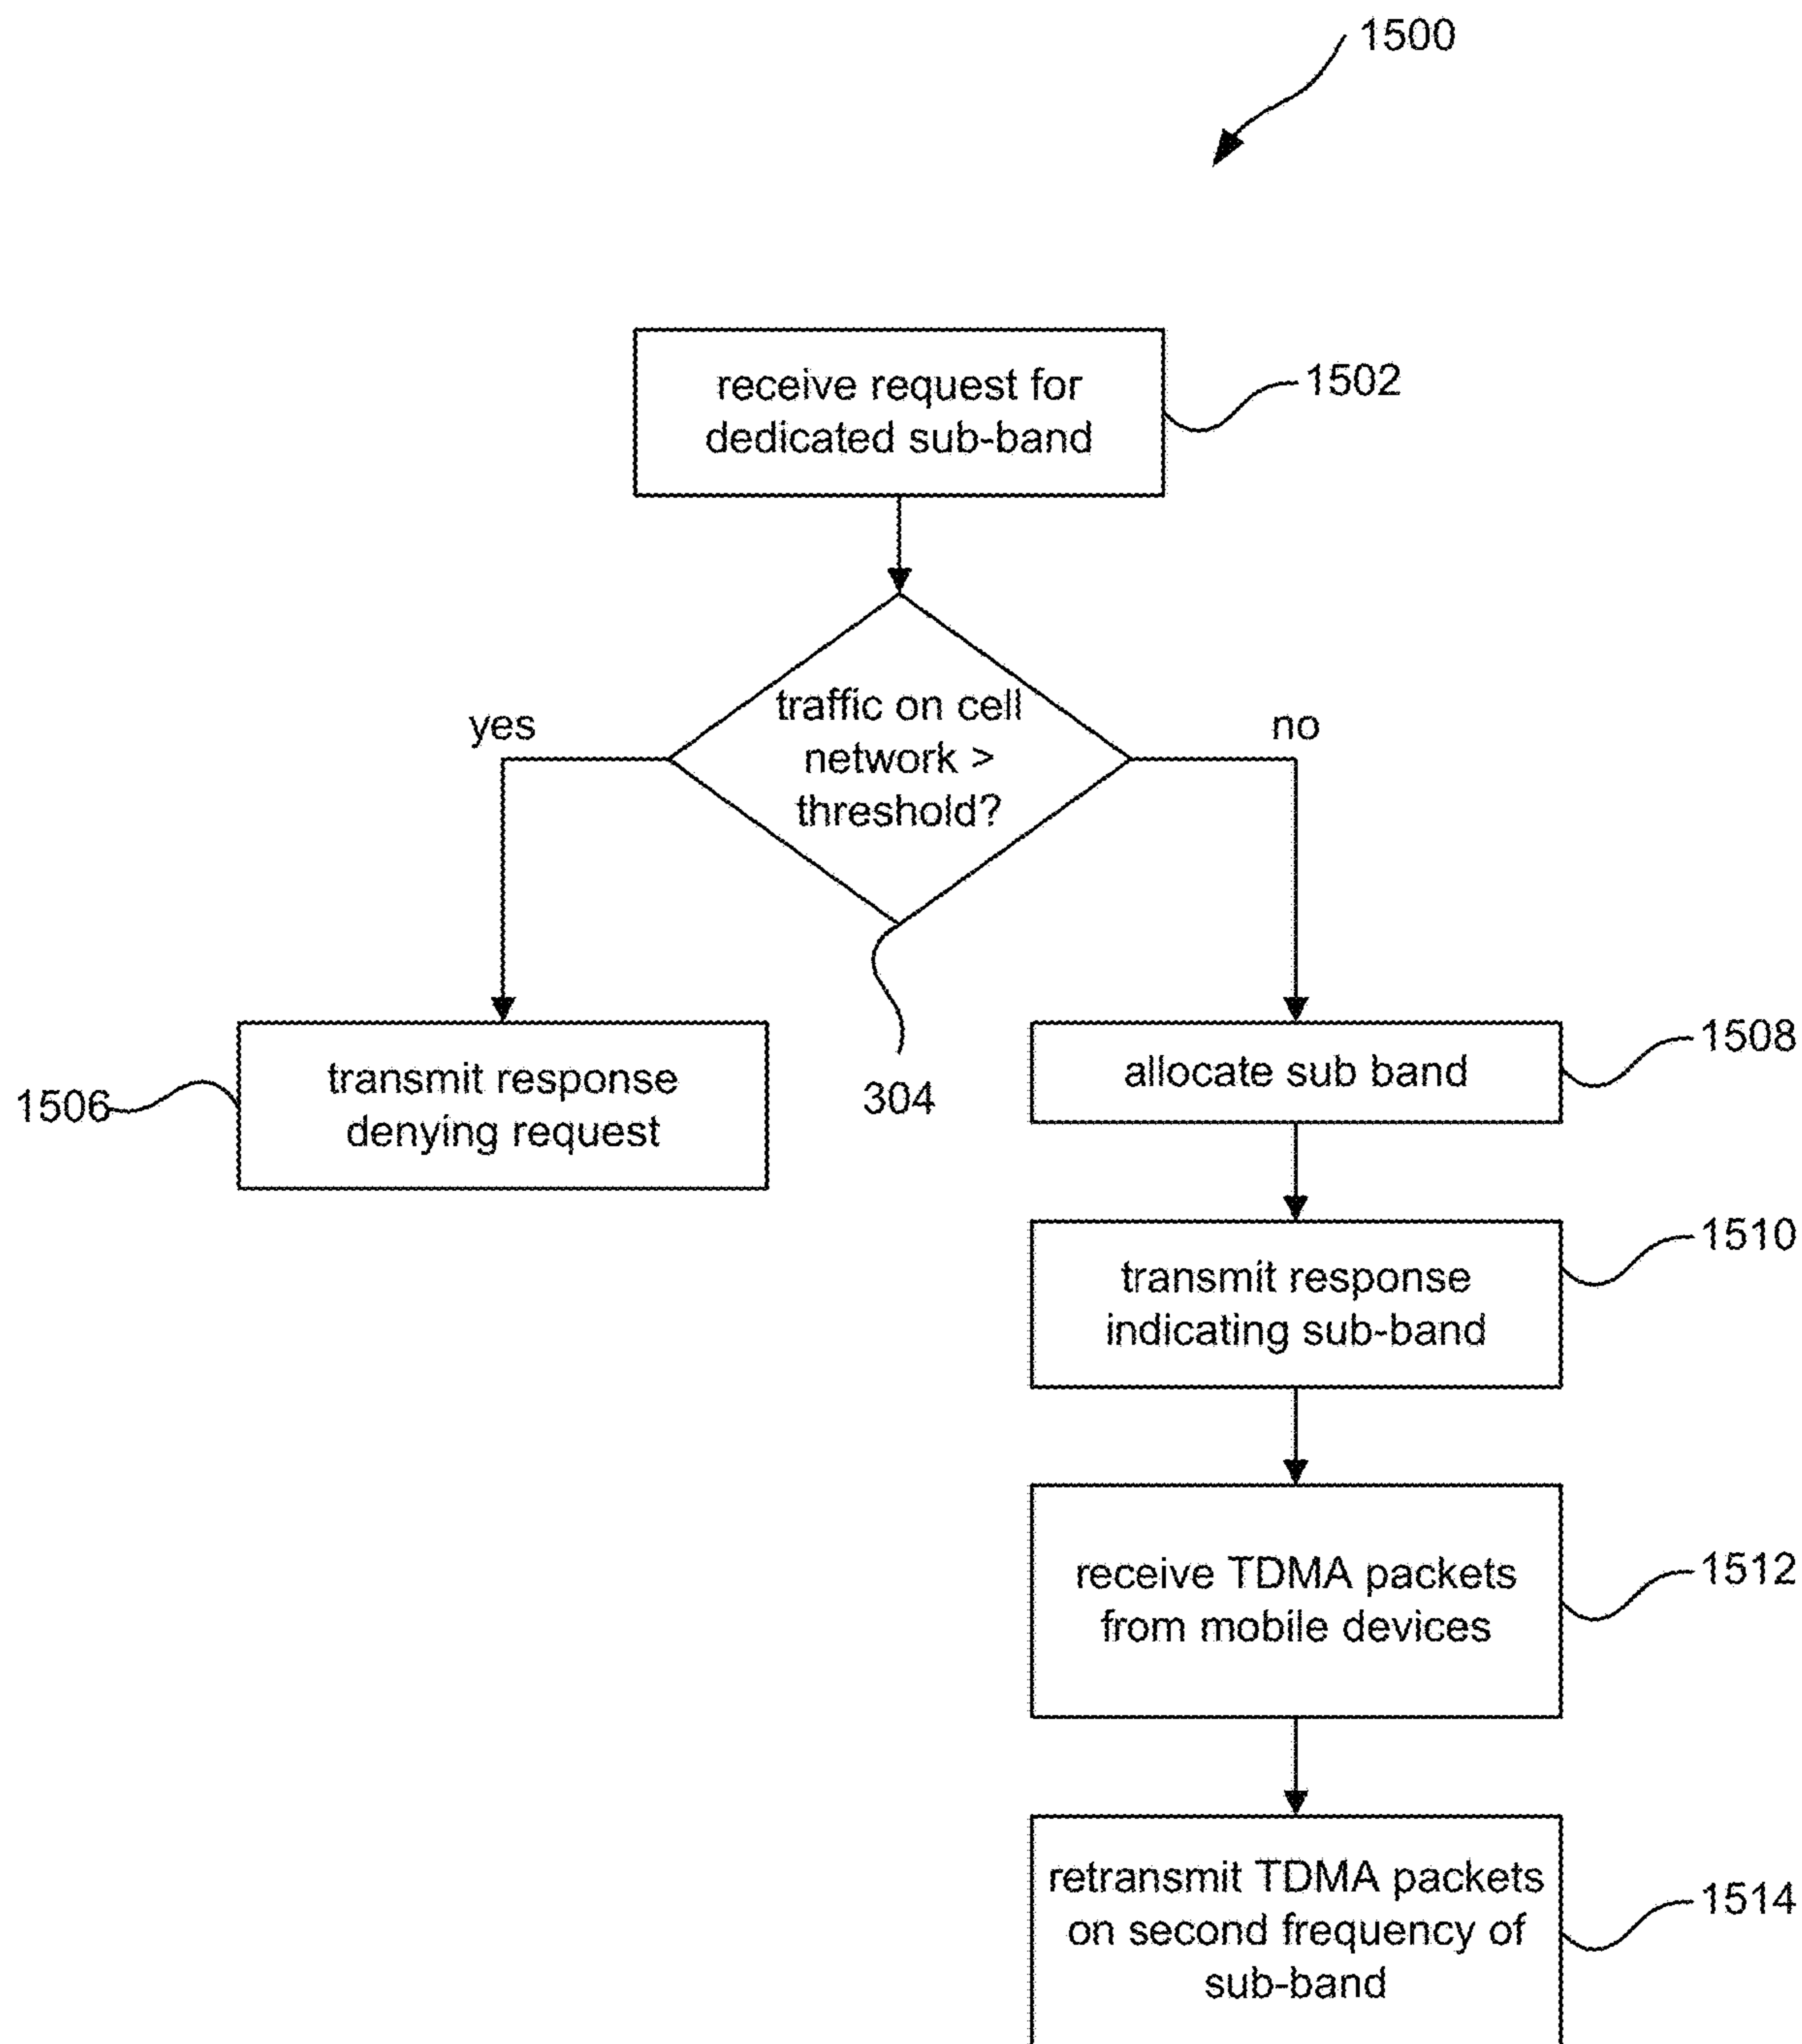 1500
receive request for
dedicated sub-band
1502
traffic on cell
network >
threshold?
yes
no
304
transmit response
denying request
1506
allocate sub band
1508
transmit response
indicating sub-band
1510
receive TDMA packets
from mobile devices
1512
retransmit TDMA packets
on second frequency of
sub-band
1514